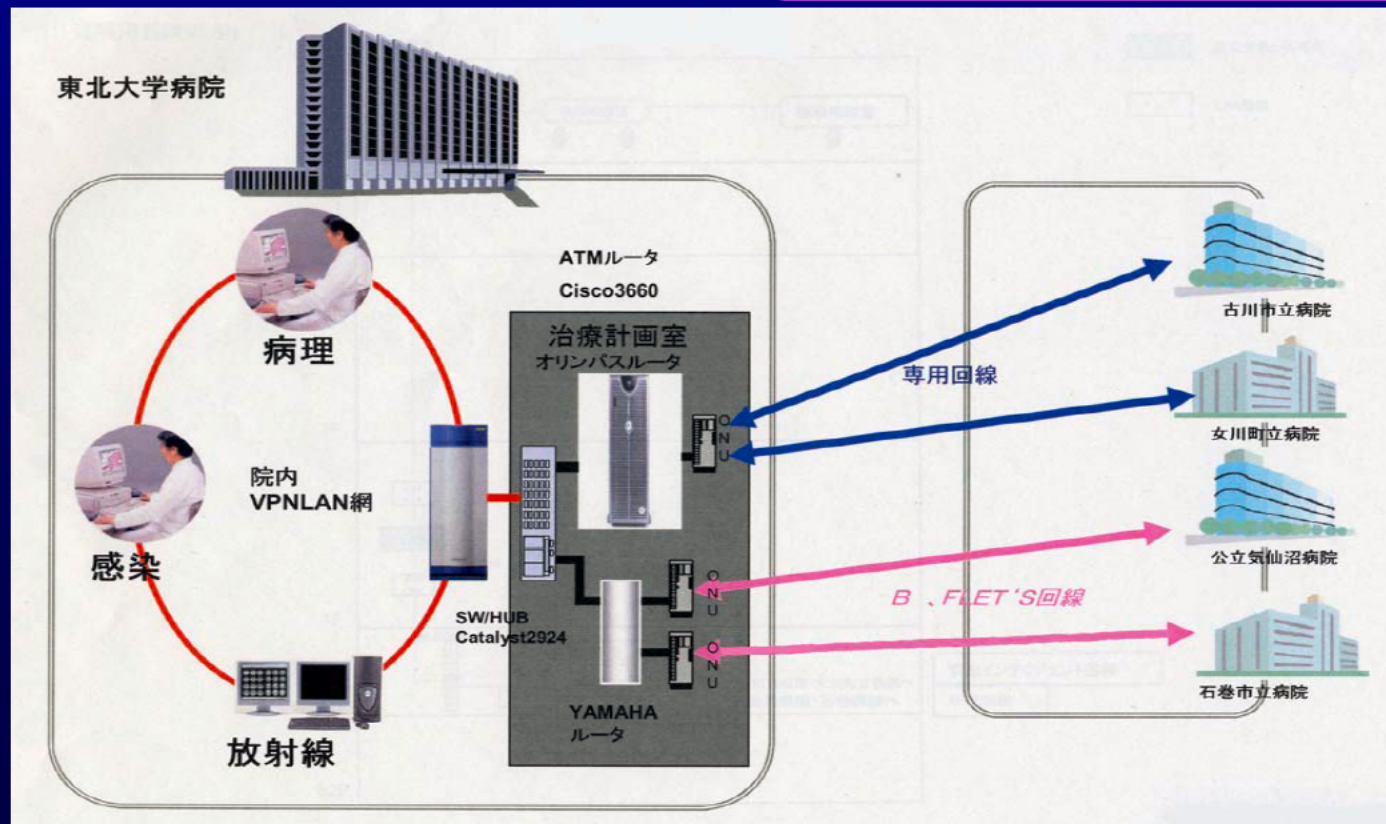 東北大学病院
ATMルータ
Cisco3660
治療計画室
オリンパスルータ
病理
院内
VPNLAN網
感染
SW/HUB
Catalyst2924
放射線
YAMAHA
ルータ
ONU
ONU
ONU
専用回線
B 、FLET'S回線
古川市立病院
女川町立病院
公立気仙沼病院
石巻市立病院